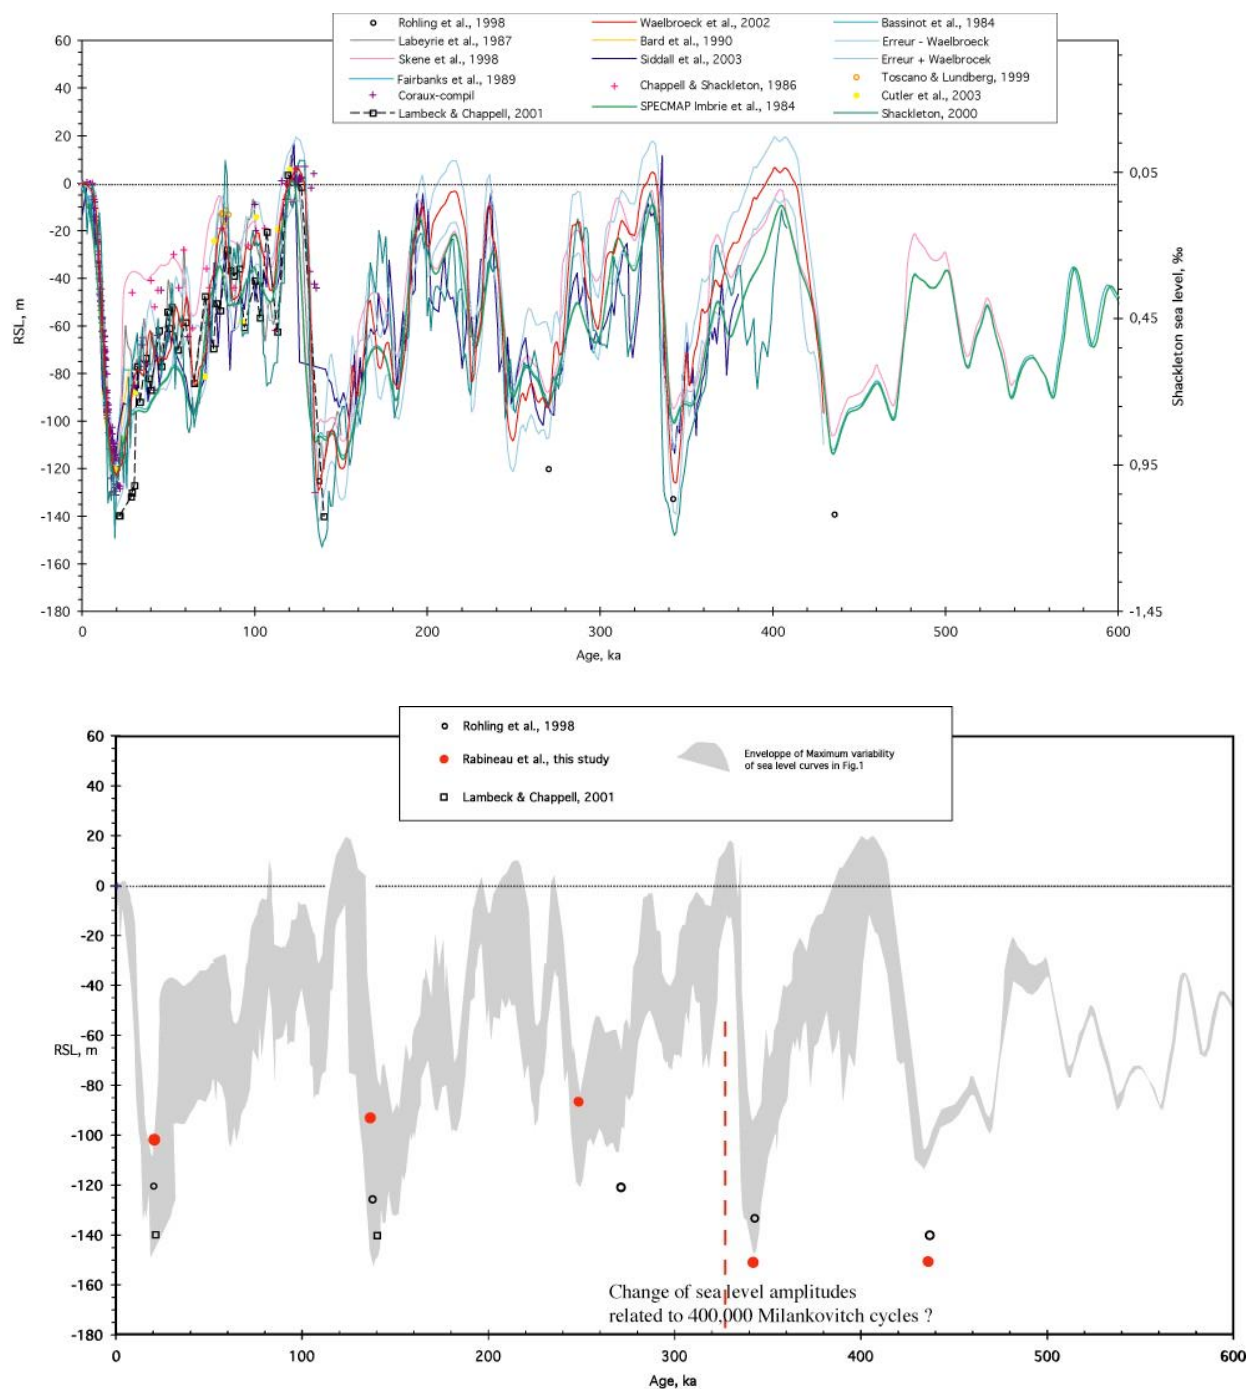 Rohling et al., 1998
Waelbroeck et al., 2002
Bassinot et al., 1984
Labeyrie et al., 1987
Bard et al., 1990
Erreur - Waelbroeck
Skene et al., 1998
Siddall et al., 2003
Erreur + Waelbrocek
Fairbanks et al., 1989
Chappell & Shackleton, 1986
Toscano & Lundberg, 1999
Coraux-compil
SPECMAP Imbrie et al., 1984
Cutler et al., 2003
Lambeck & Chappell, 2001
Shackleton, 2000
60
40
20
0
-20
-40
-60
-80
-100
-120
-140
-160
-180
RSL, m
0,05
0,45
0,95
-1,45
Shackleton sea level, ‰
0
100
200
300
400
500
600
Age, ka
Rohling et al., 1998
Rabineau et al., this study
Lambeck & Chappell, 2001
Enveloppe of Maximum variability
of sea level curves in Fig.1
60
40
20
0
-20
-40
-60
RSL, m
-80
-100
-120
-140
-160
-180
Change of sea level amplitudes
related to 400,000 Milankovitch cycles ?
0
100
200
300
400
500
600
Age, ka